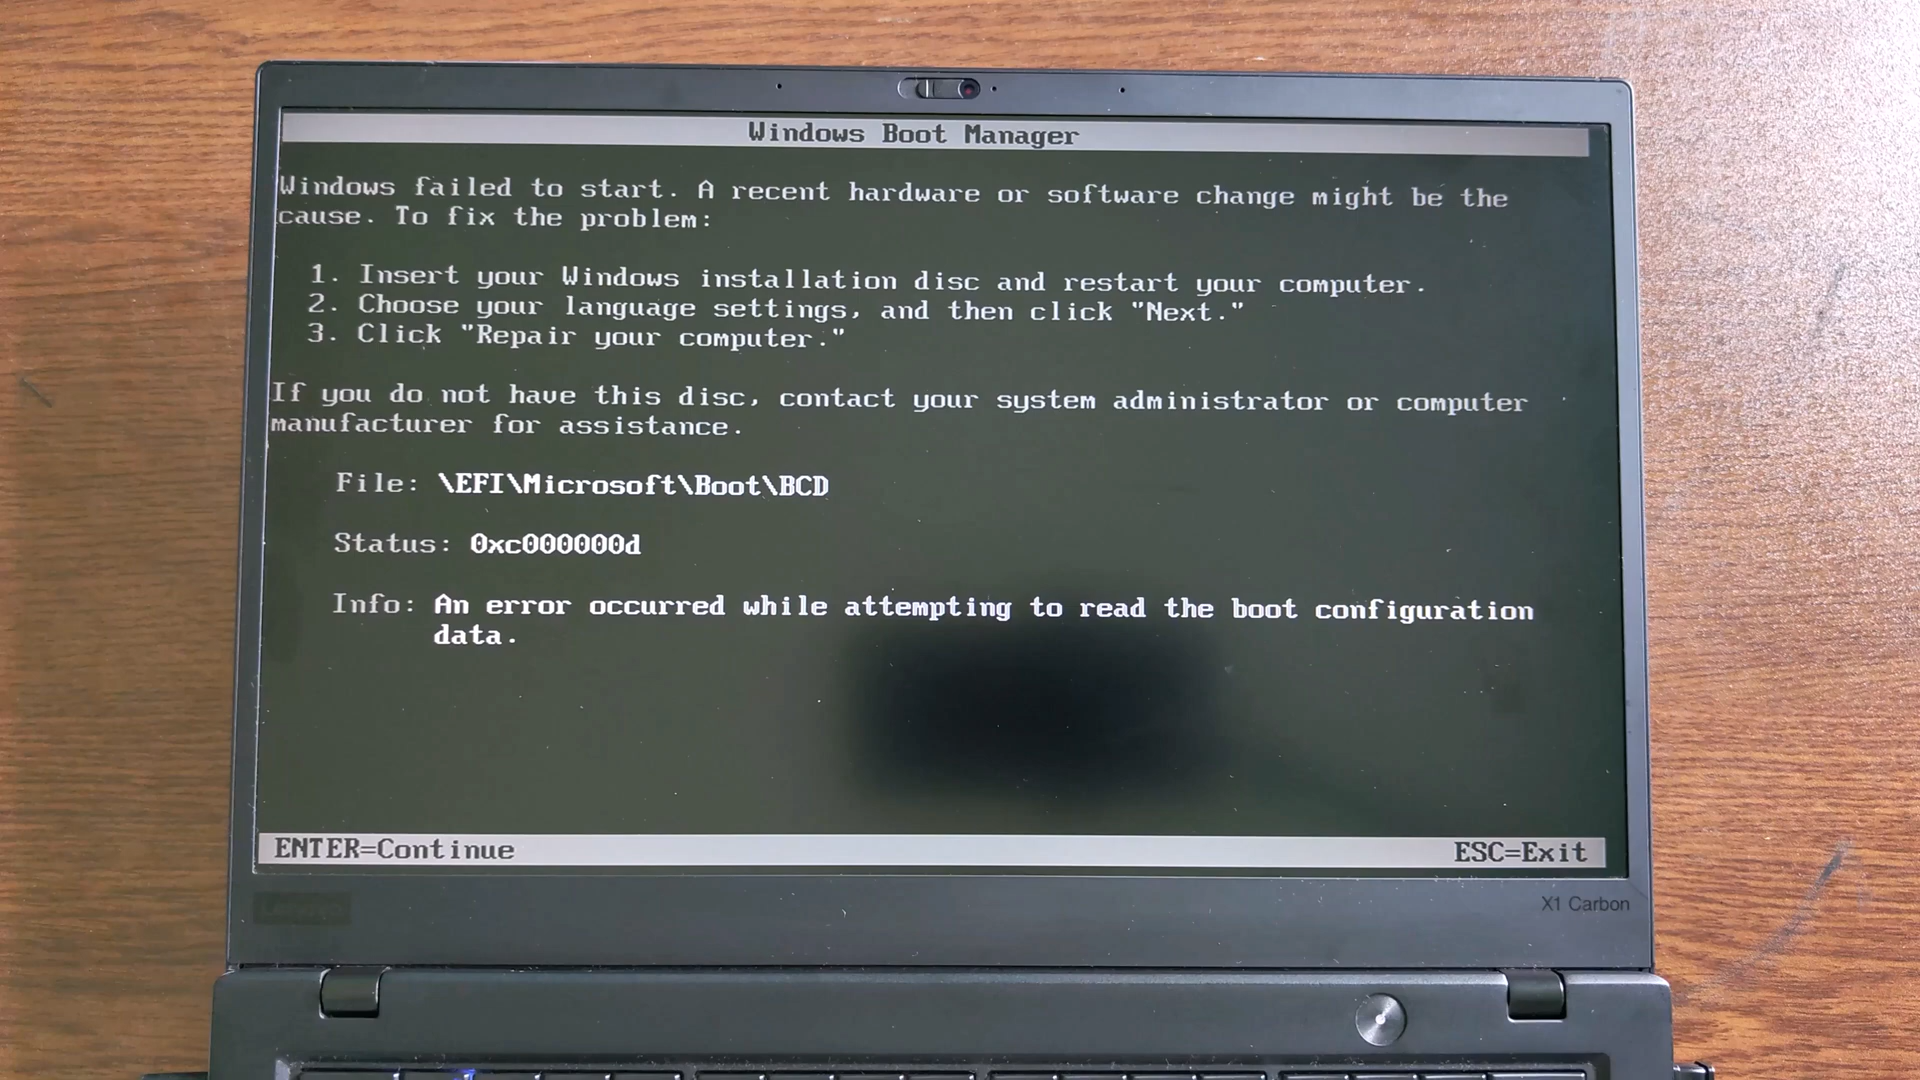 Windows Boot Manager
Windows failed to start. A recent hardware or software change might be the
cause. To fix the problem:
1. Insert your Windows installation disc and restart your computer.
2. Choose your language settings, and then click "Next."
3. Click "Repair your computer."
If you do not have this disc, contact your system administrator or computer
manufacturer for assistance.
File: \EFI\Microsoft\Boot\BCD
Status: 0xc000000d
Info: An error occurred while attempting to read the boot configuration
data.
ENTER=Continue ESC=Exit
Lenovo X1 Carbon